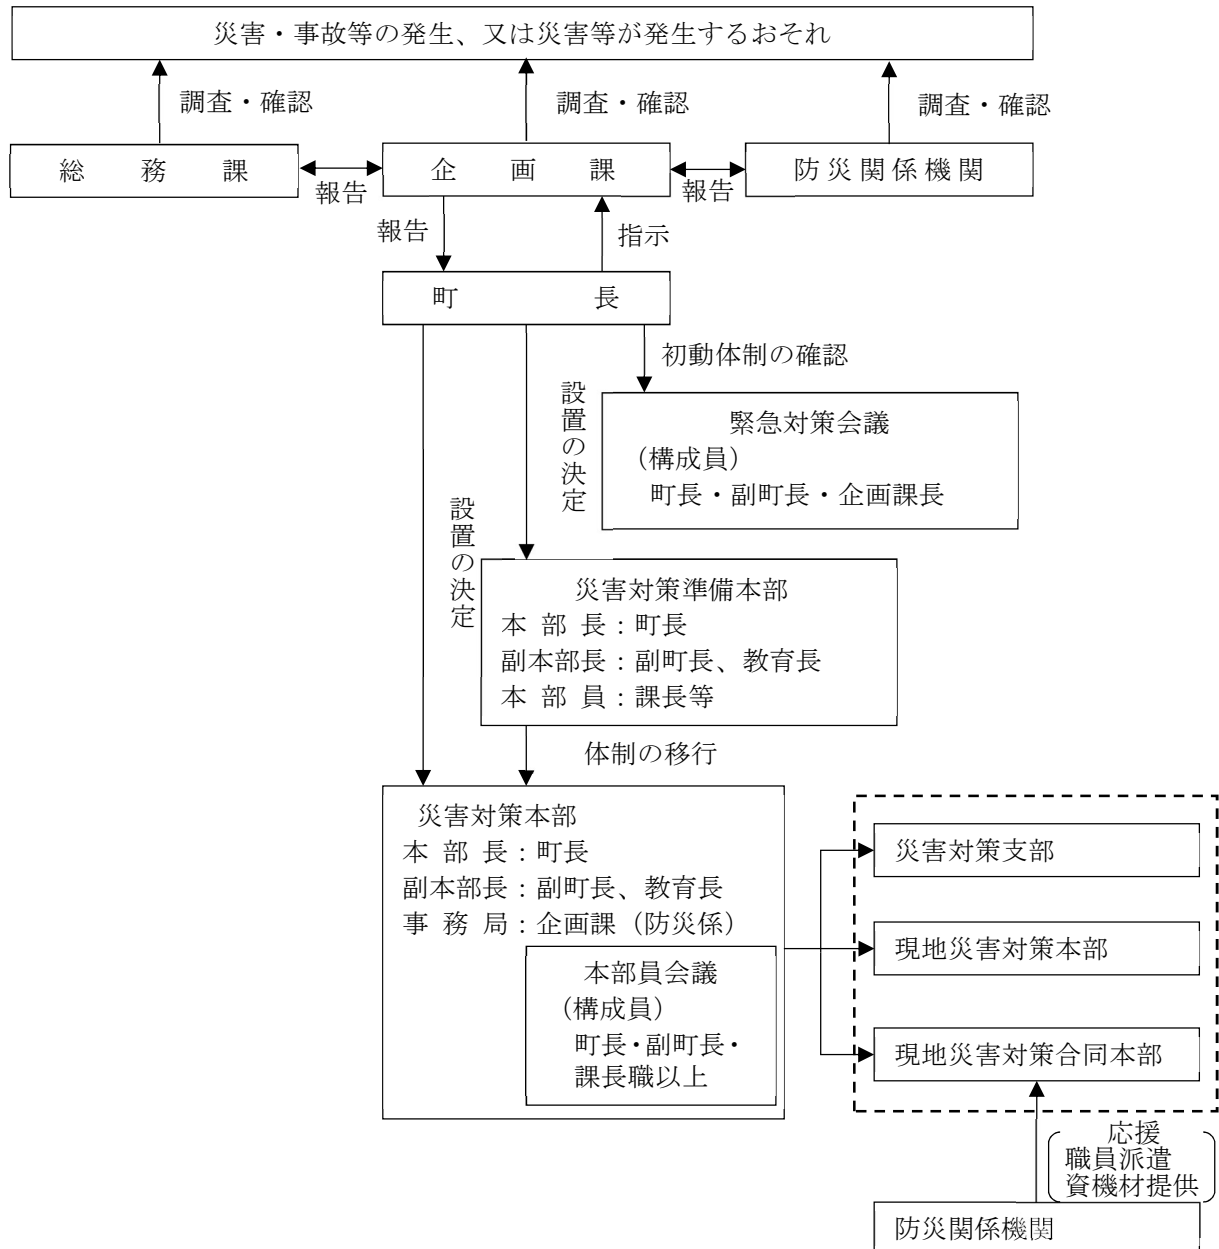 災害・事故等の発生、又は災害等が発生するおそれ
調査・確認
調査・確認
調査・確認
総務課
企画課
防災関係機関
報告
報告
報告
指示
町長
初動体制の確認
設置の決定
緊急対策会議
（構成員）
町長・副町長・企画課長
設置の決定
災害対策準備本部
本部長：町長
副本部長：副町長、教育長
本部員：課長等
体制の移行
災害対策本部
本部長：町長
副本部長：副町長、教育長
事務局：企画課（防災係）
本部員会議
（構成員）
町長・副町長・
課長職以上
災害対策支部
現地災害対策本部
現地災害対策合同本部
応援
職員派遣
資機材提供
防災関係機関